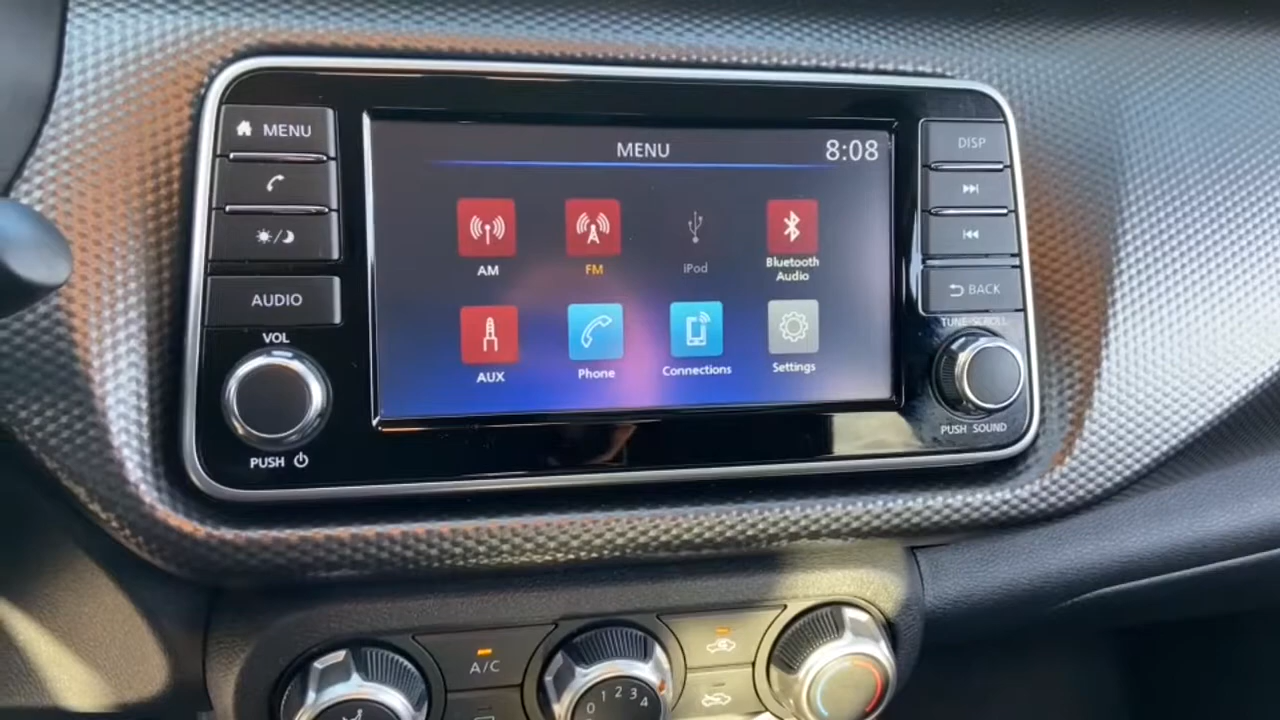 MENU
AUDIO
VOL
PUSH
MENU
8:08
AM
FM
iPod
Bluetooth
Audio
AUX
Phone
Connections
Settings
DISP
BACK
TUNE·SCROLL
PUSH SOUND
A/C
0 1 2 3 4